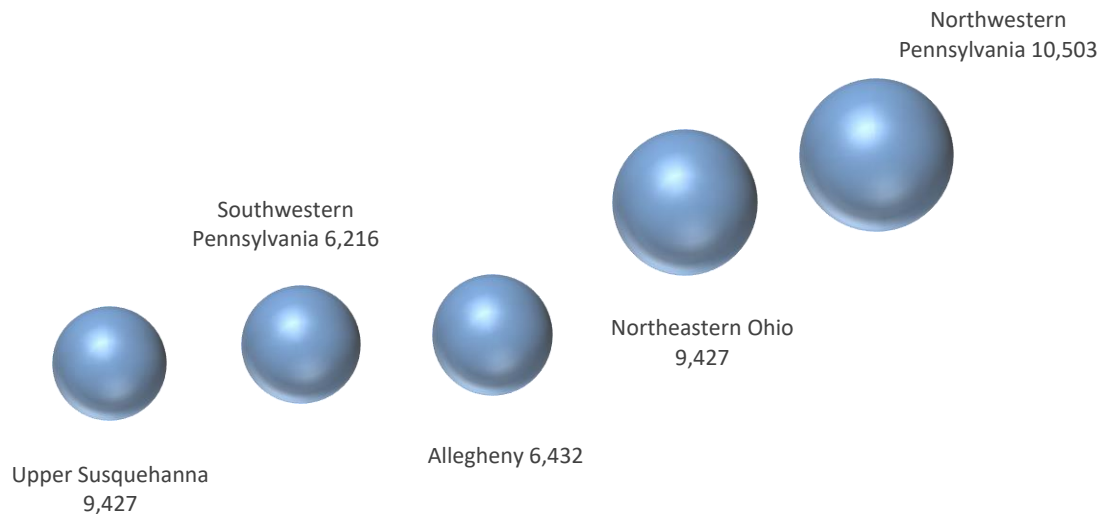 Northwestern
Pennsylvania 10,503
Southwestern
Pennsylvania 6,216
Northeastern Ohio
9,427
Allegheny 6,432
Upper Susquehanna
9,427